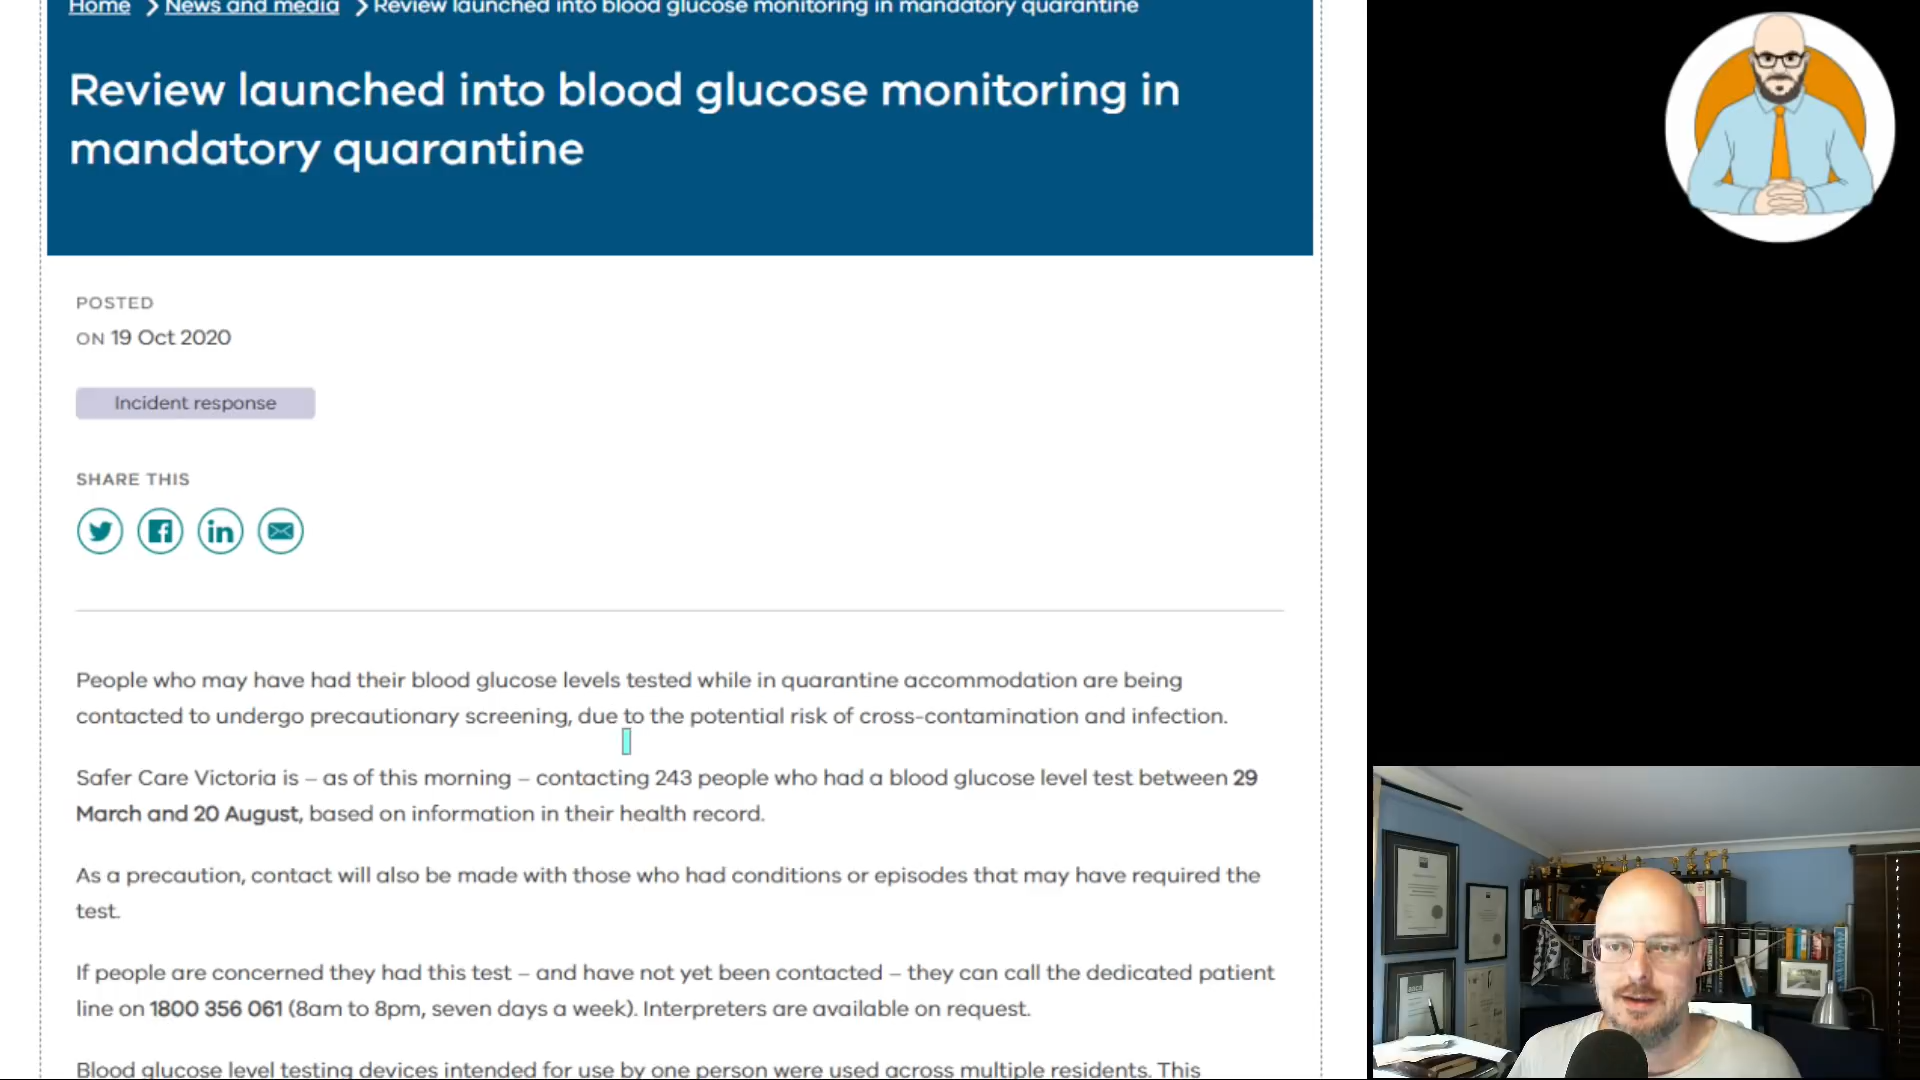 Home > News and media > Review launched into blood glucose monitoring in mandatory quarantine
Review launched into blood glucose monitoring in
mandatory quarantine
POSTED
ON 19 Oct 2020
Incident response
SHARE THIS
People who may have had their blood glucose levels tested while in quarantine accommodation are being
contacted to undergo precautionary screening, due to the potential risk of cross-contamination and infection.
Safer Care Victoria is – as of this morning – contacting 243 people who had a blood glucose level test between 29
March and 20 August, based on information in their health record.
As a precaution, contact will also be made with those who had conditions or episodes that may have required the
test.
If people are concerned they had this test – and have not yet been contacted – they can call the dedicated patient
line on 1800 356 061 (8am to 8pm, seven days a week). Interpreters are available on request.
Blood glucose level testing devices intended for use by one person were used across multiple residents. This